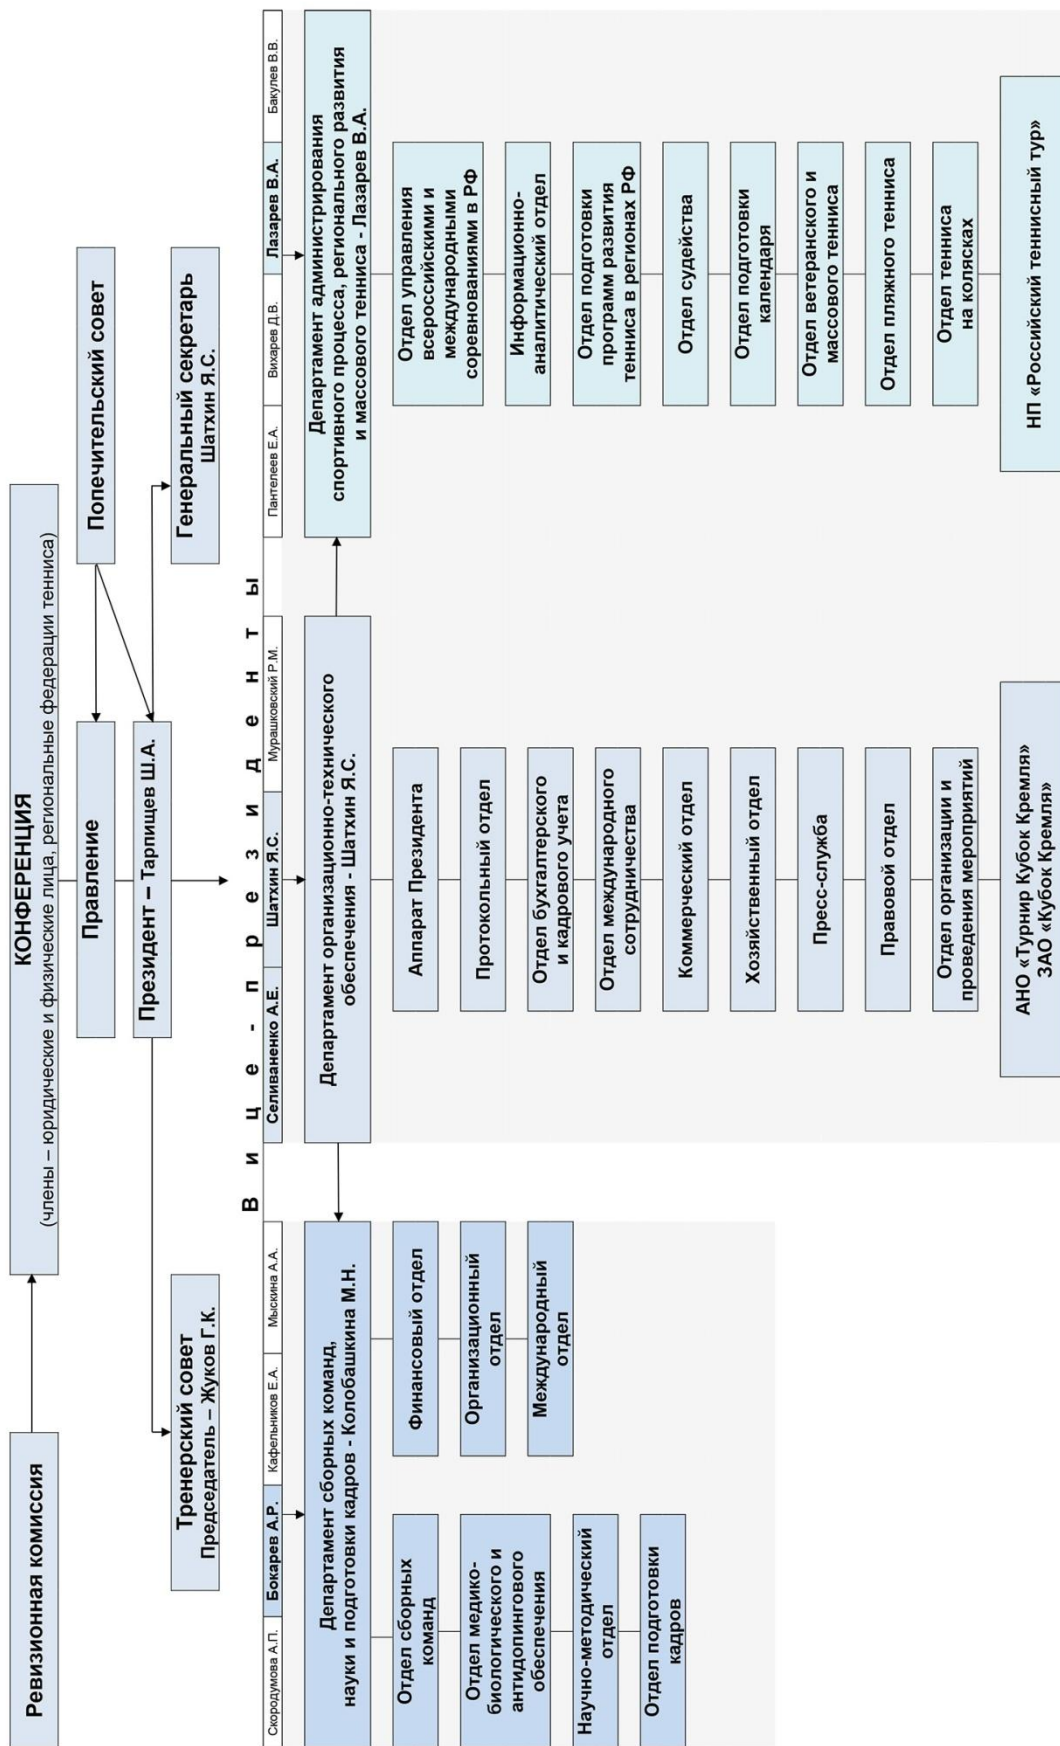 КОНФЕРЕНЦИЯ
(члены – юридические и физические лица, региональные федерации тенниса)
Ревизионная комиссия
Правление
Попечительский совет
Президент – Тарпищев Ш.А.
Тренерский совет
Председатель – Жуков Г.К.
Генеральный секретарь
Шатхин Я.С.
Вице-президенты
Скородумова А.П.
Бокарев А.Р.
Кафельников Е.А.
Мыскина А.А.
Селиваненко А.Е.
Шатхин Я.С.
Мурашковский Р.М.
Пантелеев Е.А.
Вихарев Д.В.
Лазарев В.А.
Бакулев В.В.
Департамент сборных команд,
науки и подготовки кадров - Колобашкина М.Н.
Отдел сборных
команд
Отдел медико-
биологического и
антидопингового
обеспечения
Научно-методический
отдел
Отдел подготовки
кадров
Финансовый отдел
Организационный
отдел
Международный
отдел
Департамент организационно-технического
обеспечения - Шатхин Я.С.
Аппарат Президента
Протокольный отдел
Отдел бухгалтерского
и кадрового учета
Отдел международного
сотрудничества
Коммерческий отдел
Хозяйственный отдел
Пресс-служба
Правовой отдел
Отдел организации и
проведения мероприятий
АНО «Турнир Кубок Кремля»
ЗАО «Кубок Кремля»
Департамент администрирования
спортивного процесса, регионального развития
и массового тенниса - Лазарев В.А.
Отдел управления
всероссийскими и
международными
соревнованиями в РФ
Информационно-
аналитический отдел
Отдел подготовки
программ развития
тенниса в регионах РФ
Отдел судейства
Отдел подготовки
календаря
Отдел ветеранского и
массового тенниса
Отдел пляжного тенниса
Отдел тенниса
на колясках
НП «Российский теннисный тур»